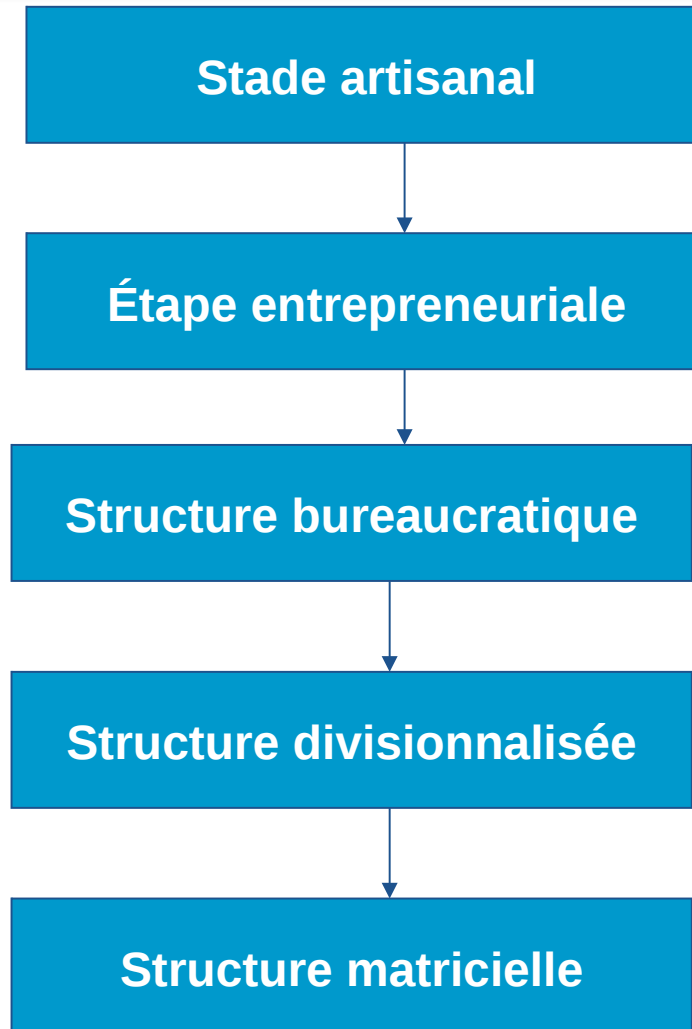 Stade artisanal
Étape entrepreneuriale
Structure bureaucratique
Structure divisionnalisée
Structure matricielle